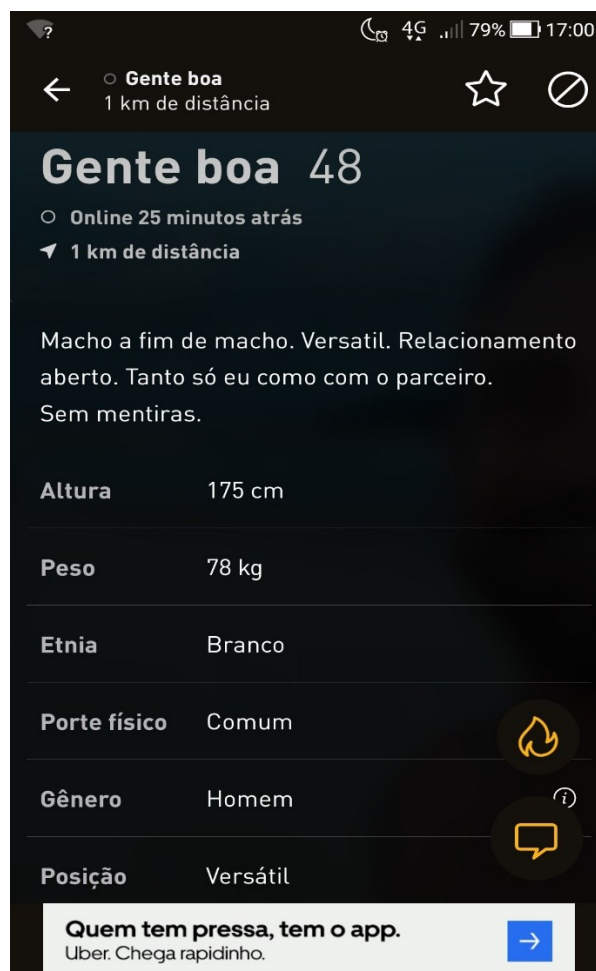 ?
4G 79% 17:00
Gente boa
1 km de distância
Gente boa 48
Online 25 minutos atrás
1 km de distância
Macho a fim de macho. Versatil. Relacionamento
aberto. Tanto só eu como com o parceiro.
Sem mentiras.
Altura 175 cm
Peso 78 kg
Etnia Branco
Porte físico Comum
Gênero Homem i
Posição Versátil
Quem tem pressa, tem o app.
Uber. Chega rapidinho.